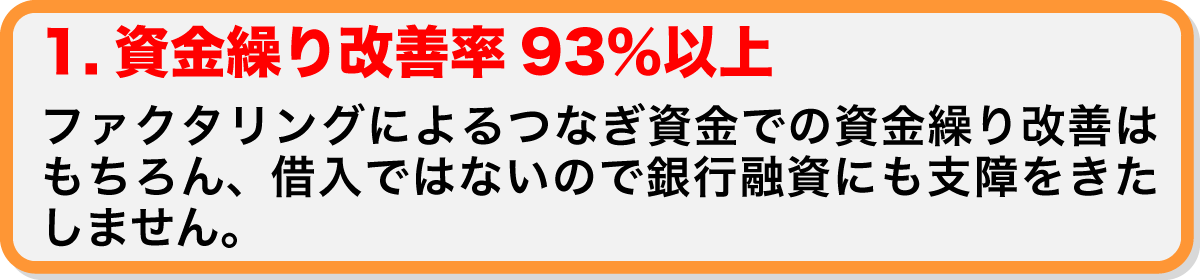 1. 資金繰り改善率 93%以上
ファクタリングによるつなぎ資金での資金繰り改善は
もちろん、借入ではないので銀行融資にも支障をきた
しません。